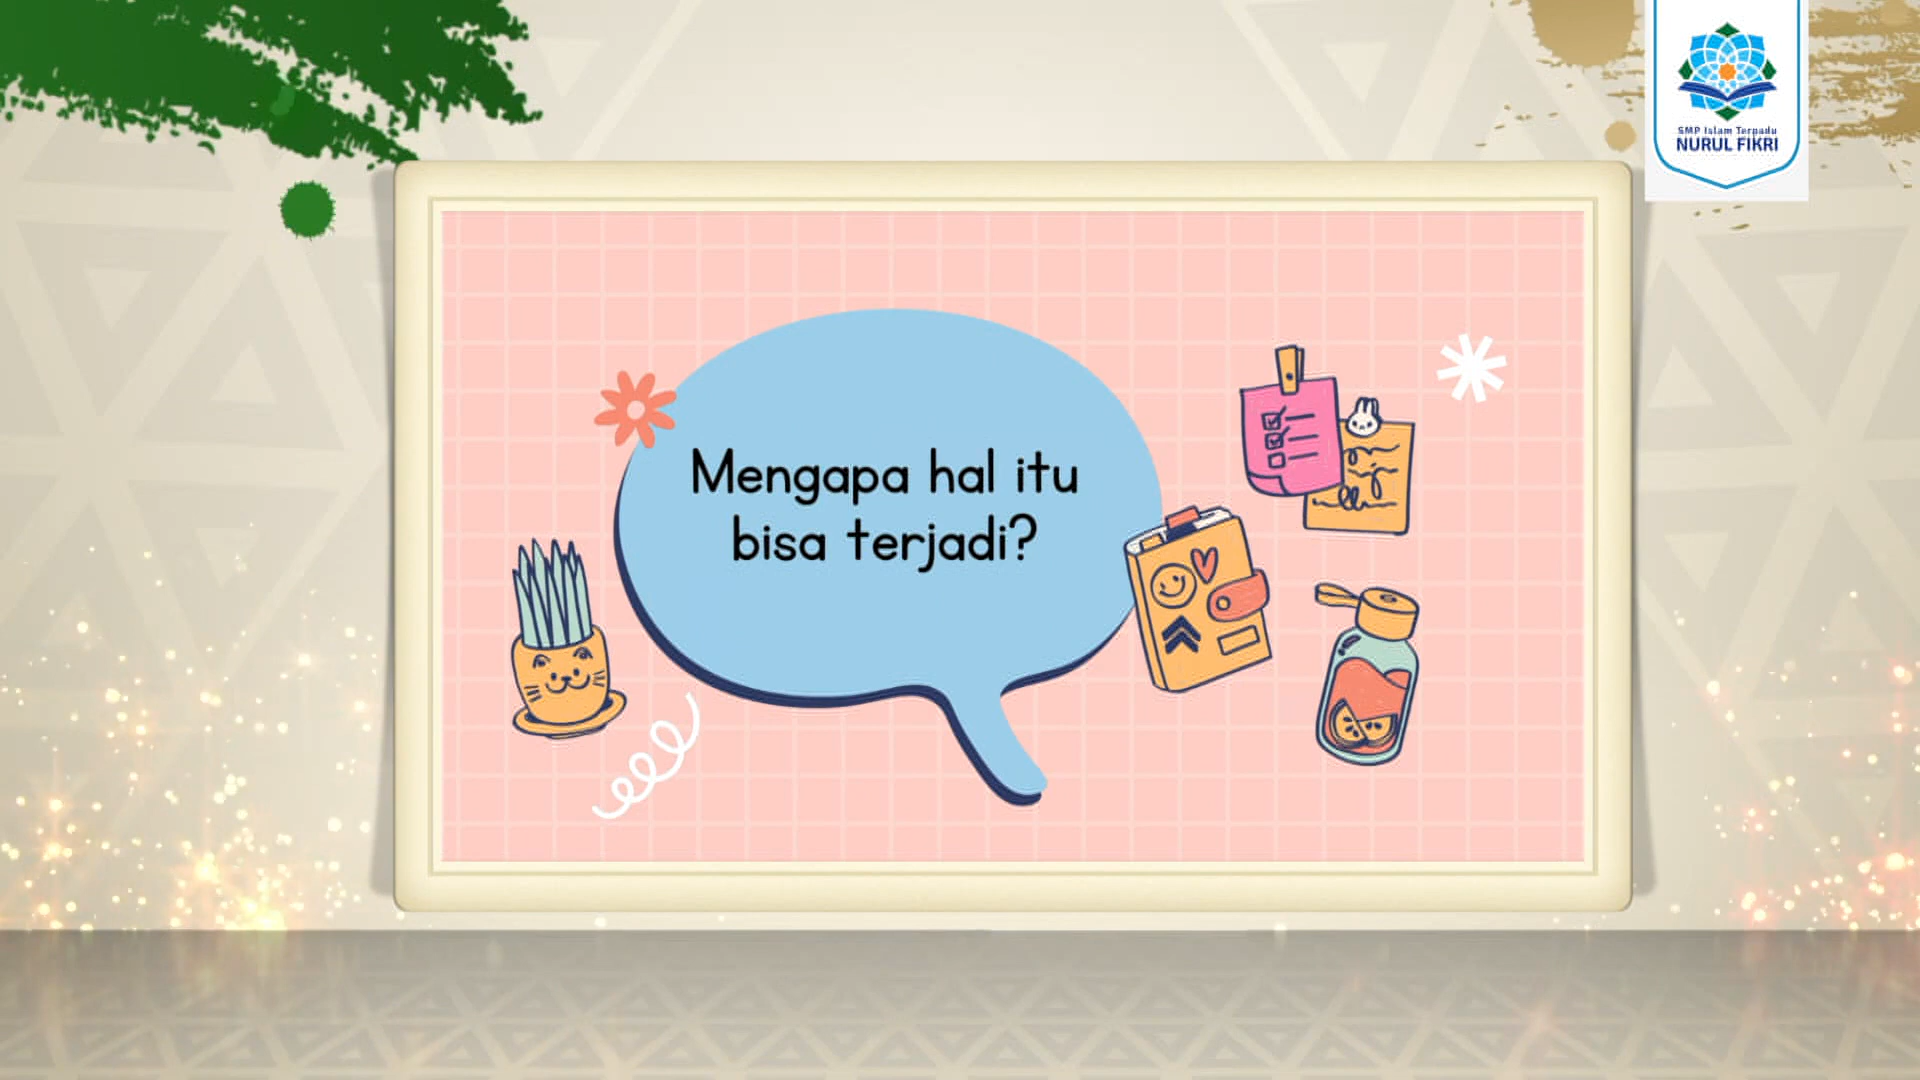 SMP Islam Terpadu
NURUL FIKRI
Mengapa hal itu
bisa terjadi?